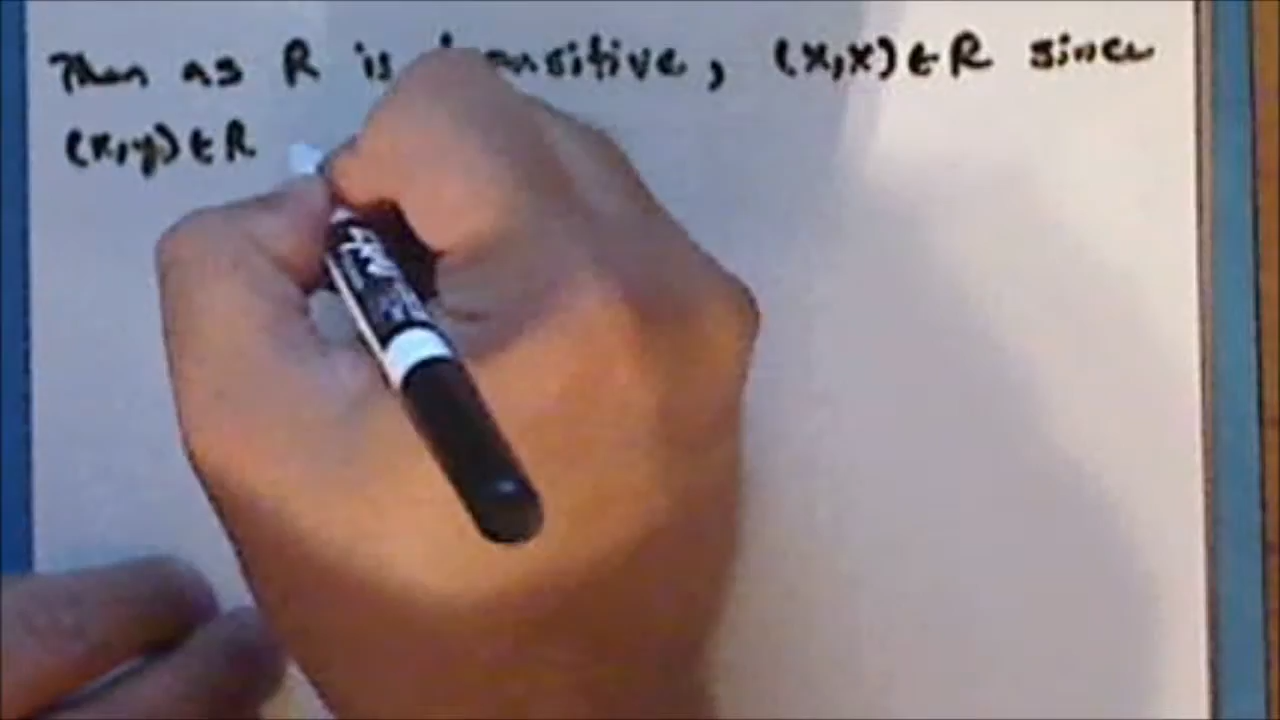 Then as R is transitive, (x,x)∈R since
(x,y)∈R